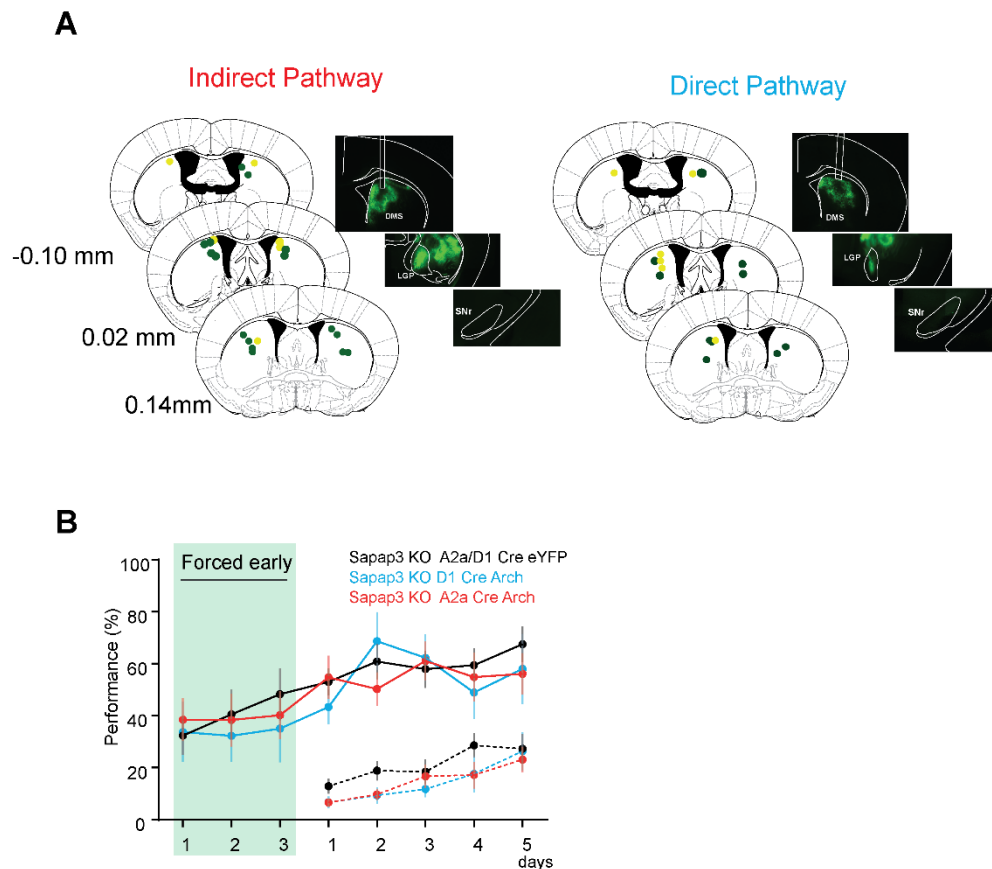 A
Indirect Pathway
Direct Pathway
DMS
LGP
SNr
DMS
LGP
SNr
-0.10 mm
0.02 mm
0.14mm
B
Forced early
Sapap3 KO A2a/D1 Cre eYFP
Sapap3 KO D1 Cre Arch
Sapap3 KO A2a Cre Arch
Performance (%)
100
80
60
40
20
0
1 2 3 1 2 3 4 5
days